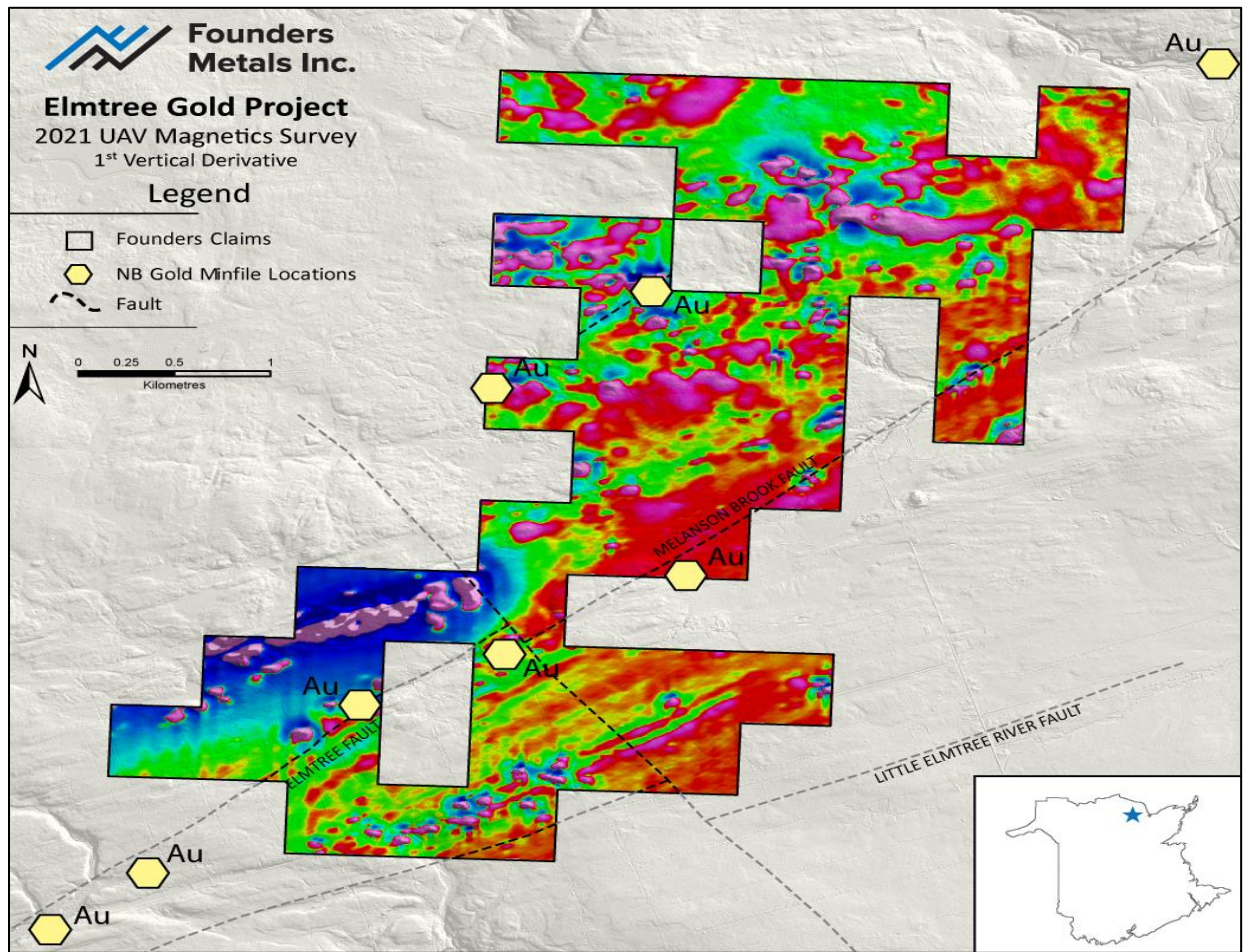 Founders
Metals Inc.
Elmtree Gold Project
2021 UAV Magnetics Survey
1st Vertical Derivative
Legend
Founders Claims
NB Gold Minfile Locations
Fault
N
0 0.25 0.5 1
Kilometres
Au
Au
Au
MELANSON BROOK FAULT
Au
Au
Au
ELMTREE FAULT
LITTLE ELMTREE RIVER FAULT
Au
Au